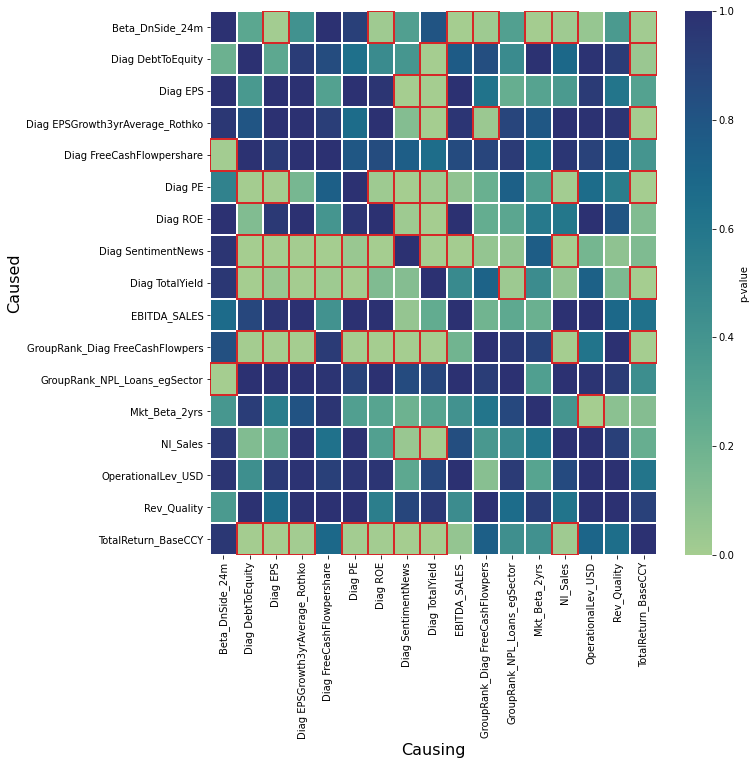 Caused
Beta_DnSide_24m
Diag DebtToEquity
Diag EPS
Diag EPSGrowth3yrAverage_Rothko
Diag FreeCashFlowpershare
Diag PE
Diag ROE
Diag SentimentNews
Diag TotalYield
EBITDA_SALES
GroupRank_Diag FreeCashFlowpers
GroupRank_NPL_Loans_egSector
Mkt_Beta_2yrs
NI_Sales
OperationalLev_USD
Rev_Quality
TotalReturn_BaseCCY
Beta_DnSide_24m
Diag DebtToEquity
Diag EPS
Diag EPSGrowth3yrAverage_Rothko
Diag FreeCashFlowpershare
Diag PE
Diag ROE
Diag SentimentNews
Diag TotalYield
EBITDA_SALES
GroupRank_Diag FreeCashFlowpers
GroupRank_NPL_Loans_egSector
Mkt_Beta_2yrs
NI_Sales
OperationalLev_USD
Rev_Quality
TotalReturn_BaseCCY
Causing
1.0
0.8
0.6
0.4
0.2
0.0
p-value